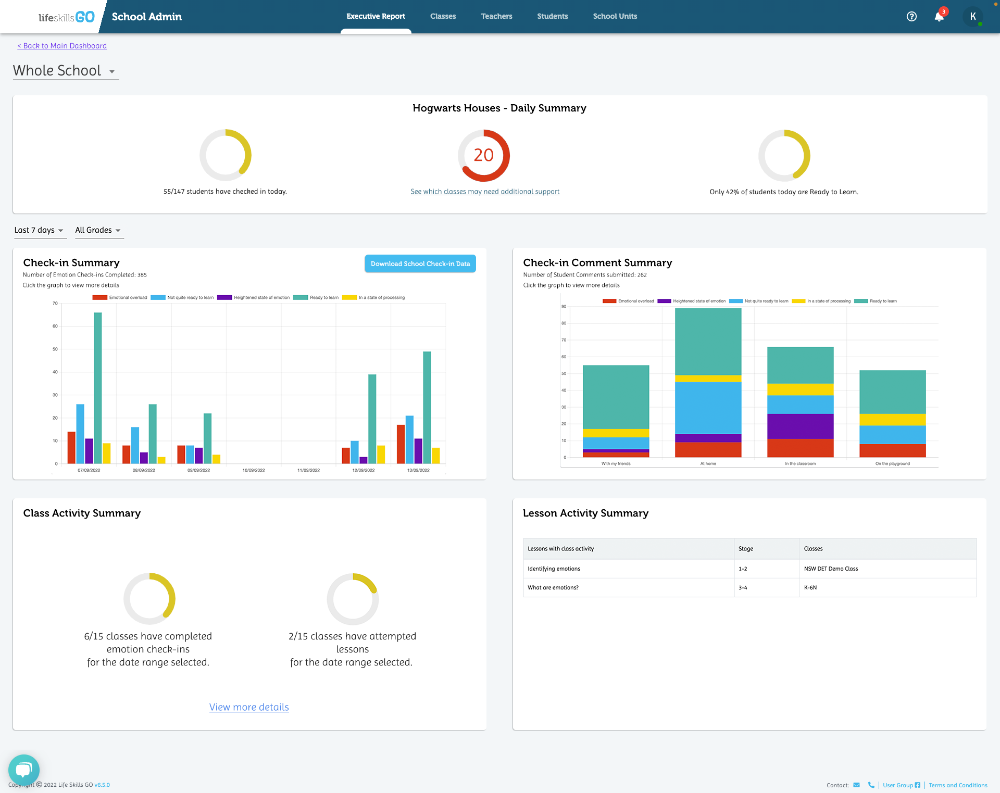 lifeskillsGO
School Admin
Executive Report
Classes
Teachers
Students
School Units
3
K
< Back to Main Dashboard
Whole School
Hogwarts Houses - Daily Summary
20
55/147 students have checked in today.
See which classes may need additional support
Only 42% of students today are Ready to Learn.
Last 7 days
All Grades
Check-in Summary
Download School Check-in Data
Number of Emotion Check-ins Completed: 385
Click the graph to view more details
Emotional overload
Not quite ready to learn
Heightened state of emotion
Ready to learn
In a state of processing
70
60
50
40
30
20
10
0
07/09/2022
08/09/2022
09/09/2022
10/09/2022
11/09/2022
12/09/2022
13/09/2022
Check-in Comment Summary
Number of Student Comments submitted: 262
Click the graph to view more details
Emotional overload
Heightened state of emotion
Not quite ready to learn
In a state of processing
Ready to learn
90
80
70
60
50
40
30
20
10
0
With my friends
At home
In the classroom
On the playground
Class Activity Summary
6/15 classes have completed
emotion check-ins
for the date range selected.
2/15 classes have attempted
lessons
for the date range selected.
View more details
Lesson Activity Summary
Lessons with class activity
Stage
Classes
Identifying emotions
1-2
NSW DET Demo Class
What are emotions?
3-4
K-6N
Copyright © 2022 Life Skills GO v6.5.0
Contact:
User Group
Terms and Conditions